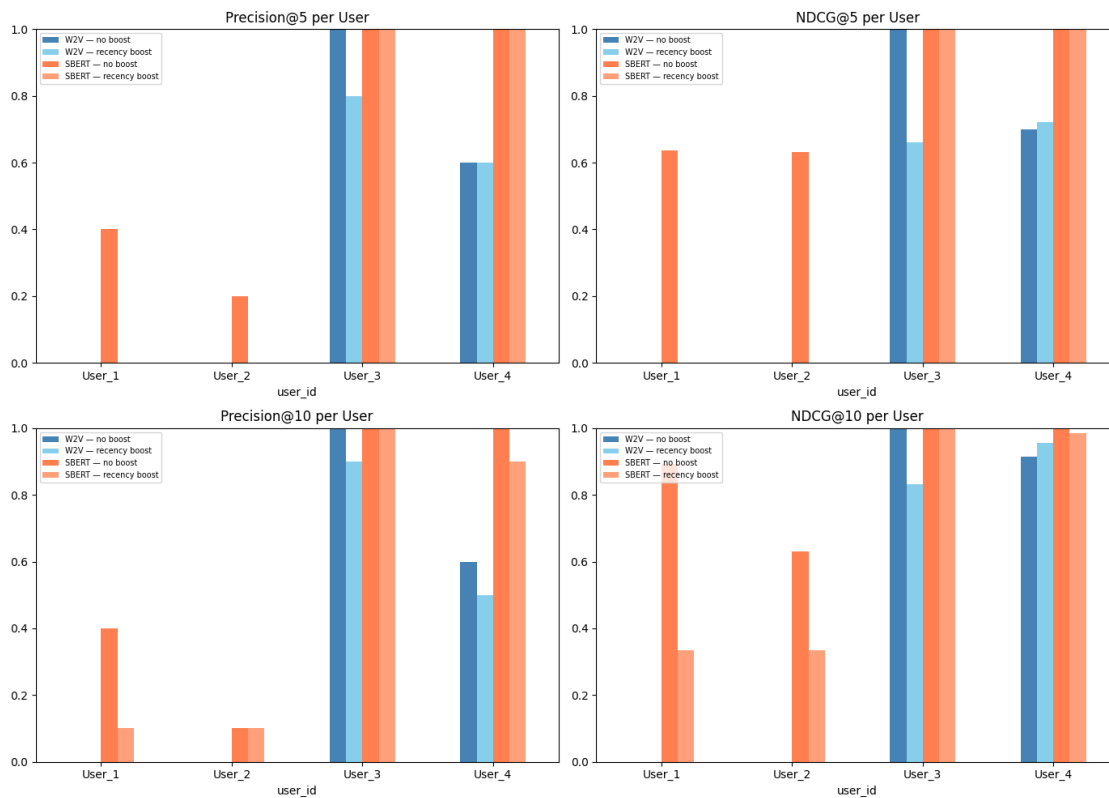 Precision@5 per User
1.0
0.8
0.6
0.4
0.2
0.0
W2V — no boost
W2V — recency boost
SBERT — no boost
SBERT — recency boost
User_1 User_2 User_3 User_4
user_id
NDCG@5 per User
1.0
0.8
0.6
0.4
0.2
0.0
W2V — no boost
W2V — recency boost
SBERT — no boost
SBERT — recency boost
User_1 User_2 User_3 User_4
user_id
Precision@10 per User
1.0
0.8
0.6
0.4
0.2
0.0
W2V — no boost
W2V — recency boost
SBERT — no boost
SBERT — recency boost
User_1 User_2 User_3 User_4
user_id
NDCG@10 per User
1.0
0.8
0.6
0.4
0.2
0.0
W2V — no boost
W2V — recency boost
SBERT — no boost
SBERT — recency boost
User_1 User_2 User_3 User_4
user_id